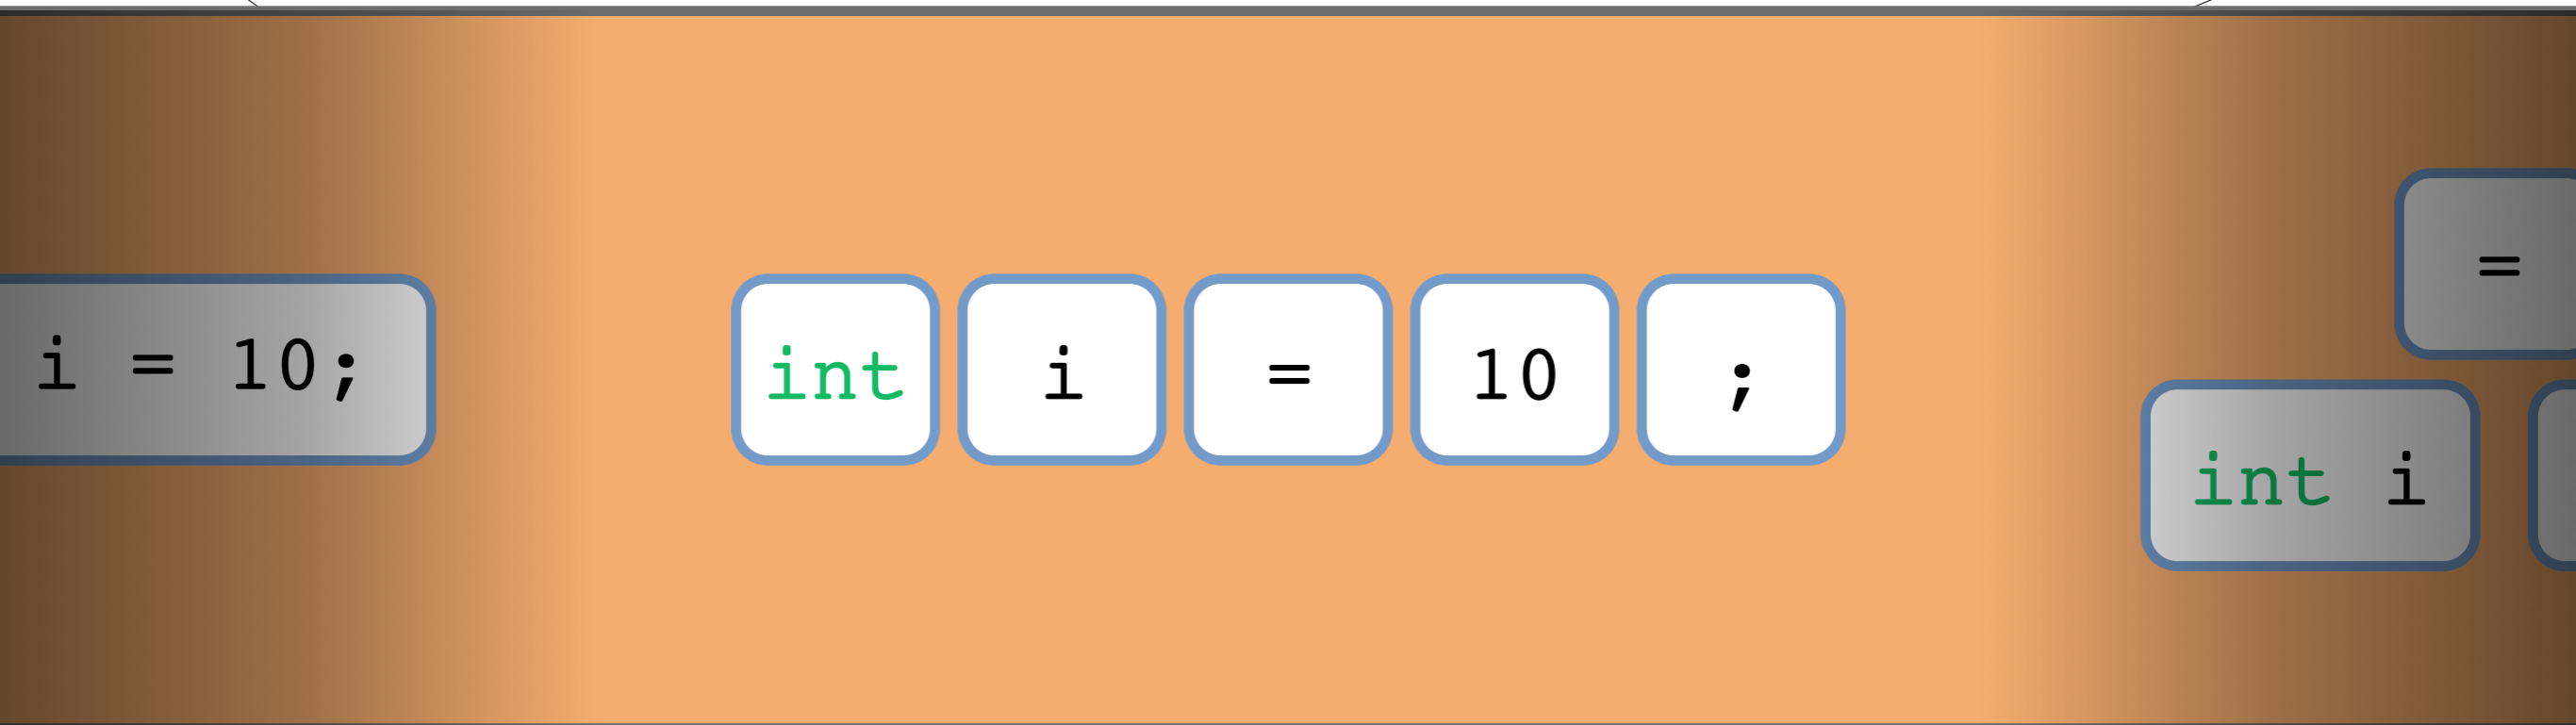 i = 10;
int i = 10 ;
=
int i